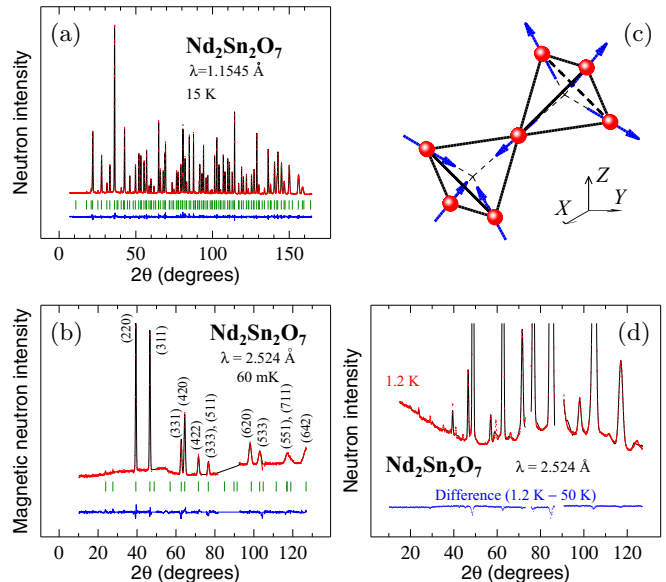 (a)
Nd₂Sn₂O₇
λ=1.1545 Å
15 K
Neutron intensity
0 50 100 150
2θ (degrees)
(c)
Z
X
Y
(b)
Nd₂Sn₂O₇
λ = 2.524 Å
60 mK
(220)
(311)
(331)
(420)
(422)
(333), (511)
(620)
(533)
(551), (711)
(642)
Magnetic neutron intensity
0 20 40 60 80 100 120
2θ (degrees)
(d)
1.2 K
Nd₂Sn₂O₇ λ = 2.524 Å
Difference (1.2 K – 50 K)
Neutron intensity
0 40 80 120
2θ (degrees)